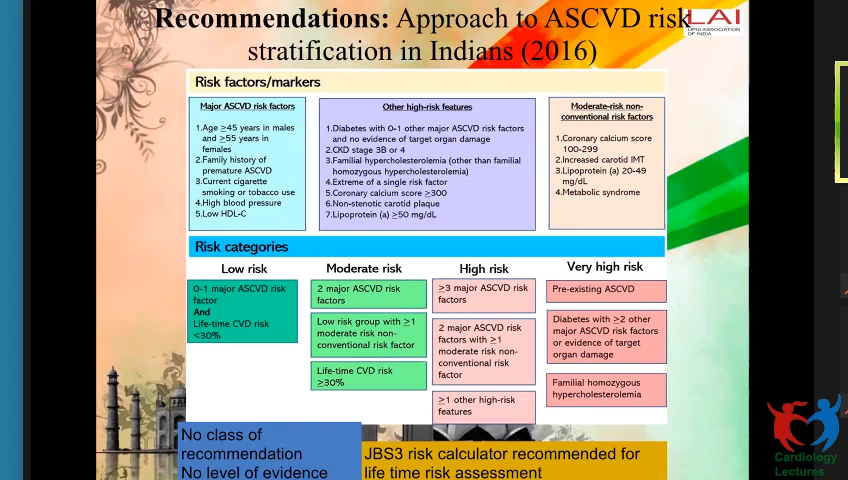 Recommendations: Approach to ASCVD risk
stratification in Indians (2016)
LAI
LIPID ASSOCIATION
OF INDIA
Risk factors/markers
Major ASCVD risk factors
1.Age ≥45 years in males
and ≥55 years in
females
2.Family history of
premature ASCVD
3.Current cigarette
smoking or tobacco use
4.High blood pressure
5.Low HDL-C
Other high-risk features
1.Diabetes with 0-1 other major ASCVD risk factors
and no evidence of target organ damage
2.CKD stage 3B or 4
3.Familial hypercholesterolemia (other than familial
homozygous hypercholesterolemia)
4.Extreme of a single risk factor
5.Coronary calcium score ≥300
6.Non-stenotic carotid plaque
7.Lipoprotein (a) ≥50 mg/dL
Moderate-risk non-
conventional risk factors
1.Coronary calcium score
100-299
2.Increased carotid IMT
3.Lipoprotein (a) 20-49
mg/dL
4.Metabolic syndrome
Risk categories
Low risk
0-1 major ASCVD risk
factor
And
Life-time CVD risk
<30%
Moderate risk
2 major ASCVD risk
factors
Low risk group with ≥1
moderate risk non-
conventional risk factor
Life-time CVD risk
≥30%
High risk
≥3 major ASCVD risk
factors
2 major ASCVD risk
factors with ≥1
moderate risk non-
conventional risk
factor
≥1 other high-risk
features
Very high risk
Pre-existing ASCVD
Diabetes with ≥2 other
major ASCVD risk factors
or evidence of target
organ damage
Familial homozygous
hypercholesterolemia
No class of
recommendation
No level of evidence
JBS3 risk calculator recommended for
life time risk assessment
Cardiology
Lectures